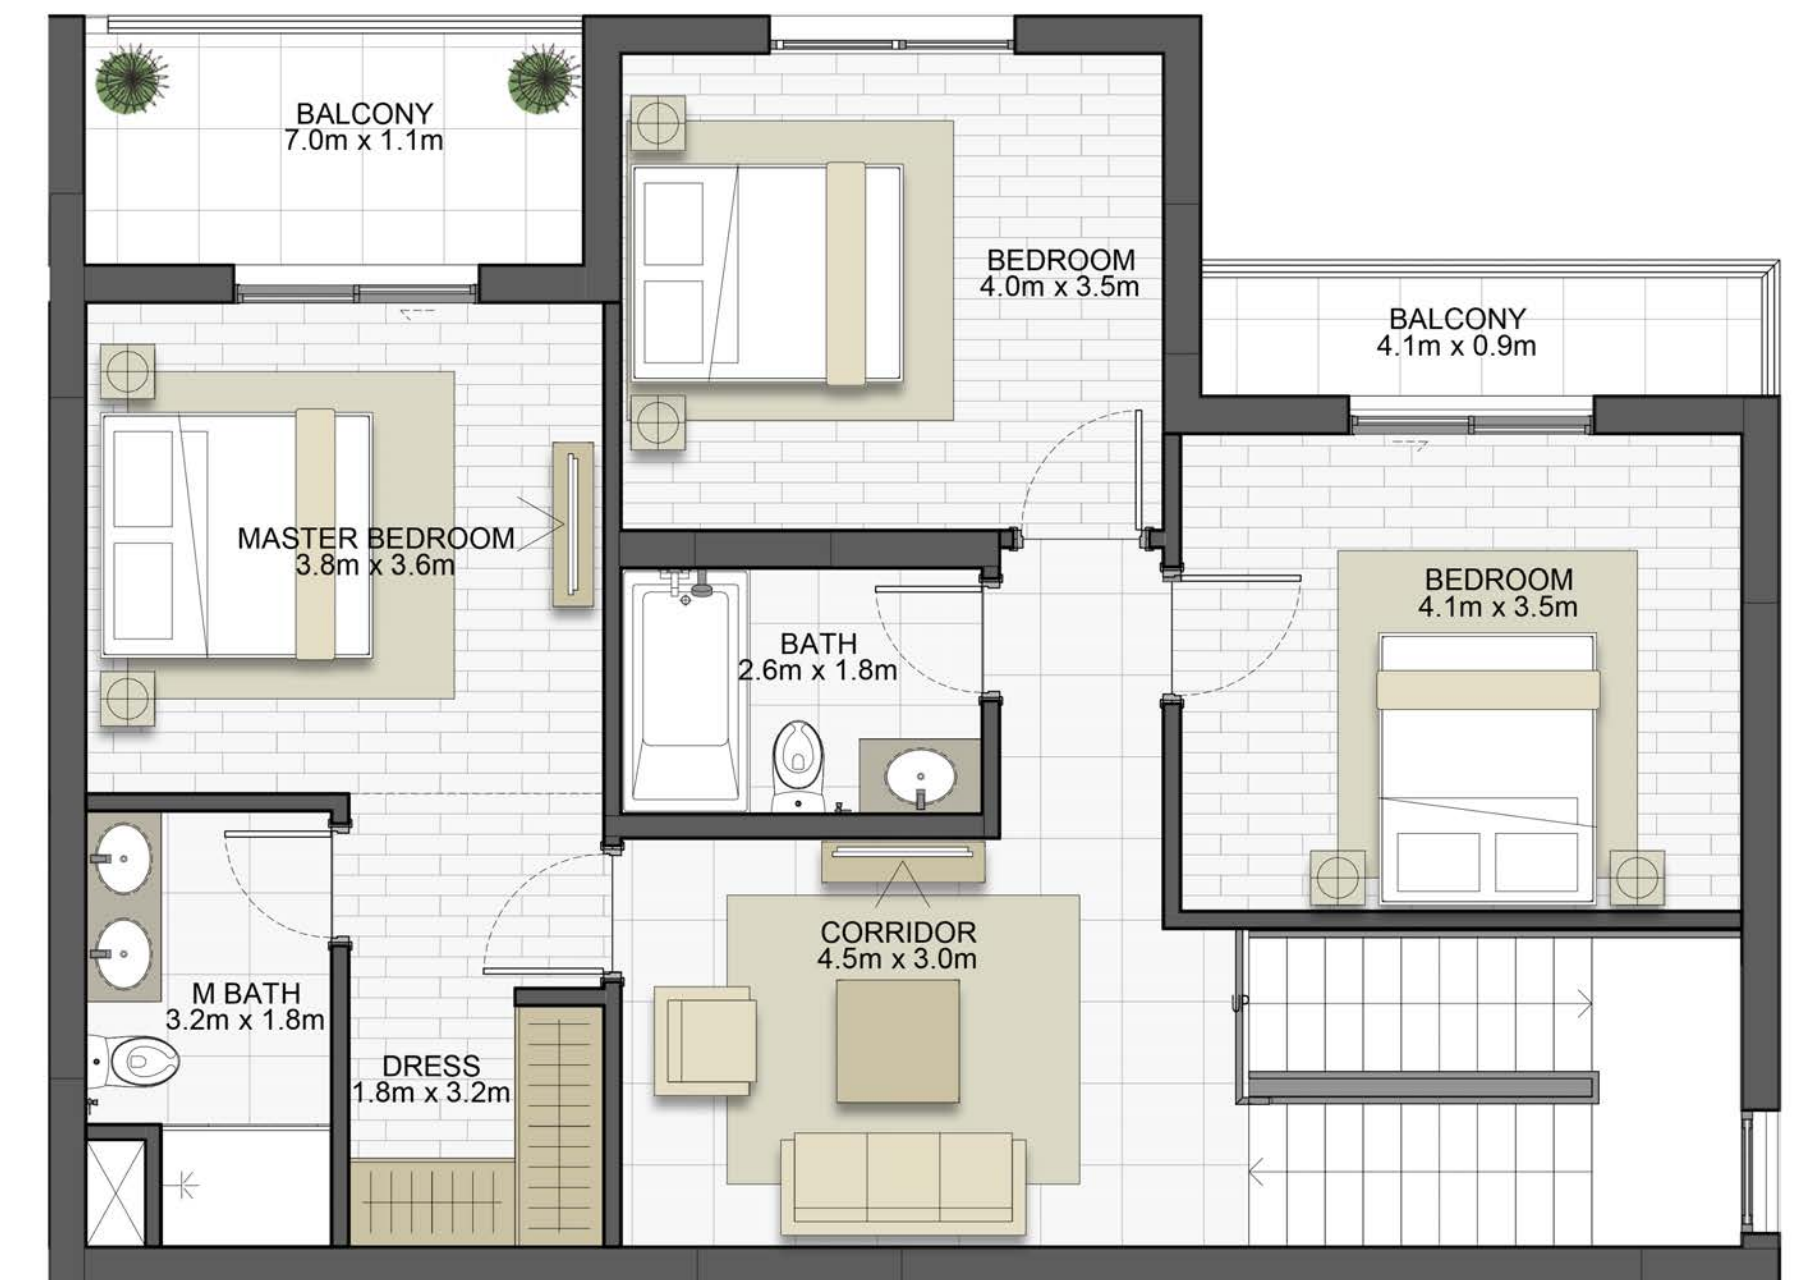 BALCONY
7.0m x 1.1m
BEDROOM
4.0m x 3.5m
BALCONY
4.1m x 0.9m
MASTER BEDROOM
3.8m x 3.6m
BEDROOM
4.1m x 3.5m
BATH
2.6m x 1.8m
CORRIDOR
4.5m x 3.0m
M BATH
3.2m x 1.8m
DRESS
1.8m x 3.2m